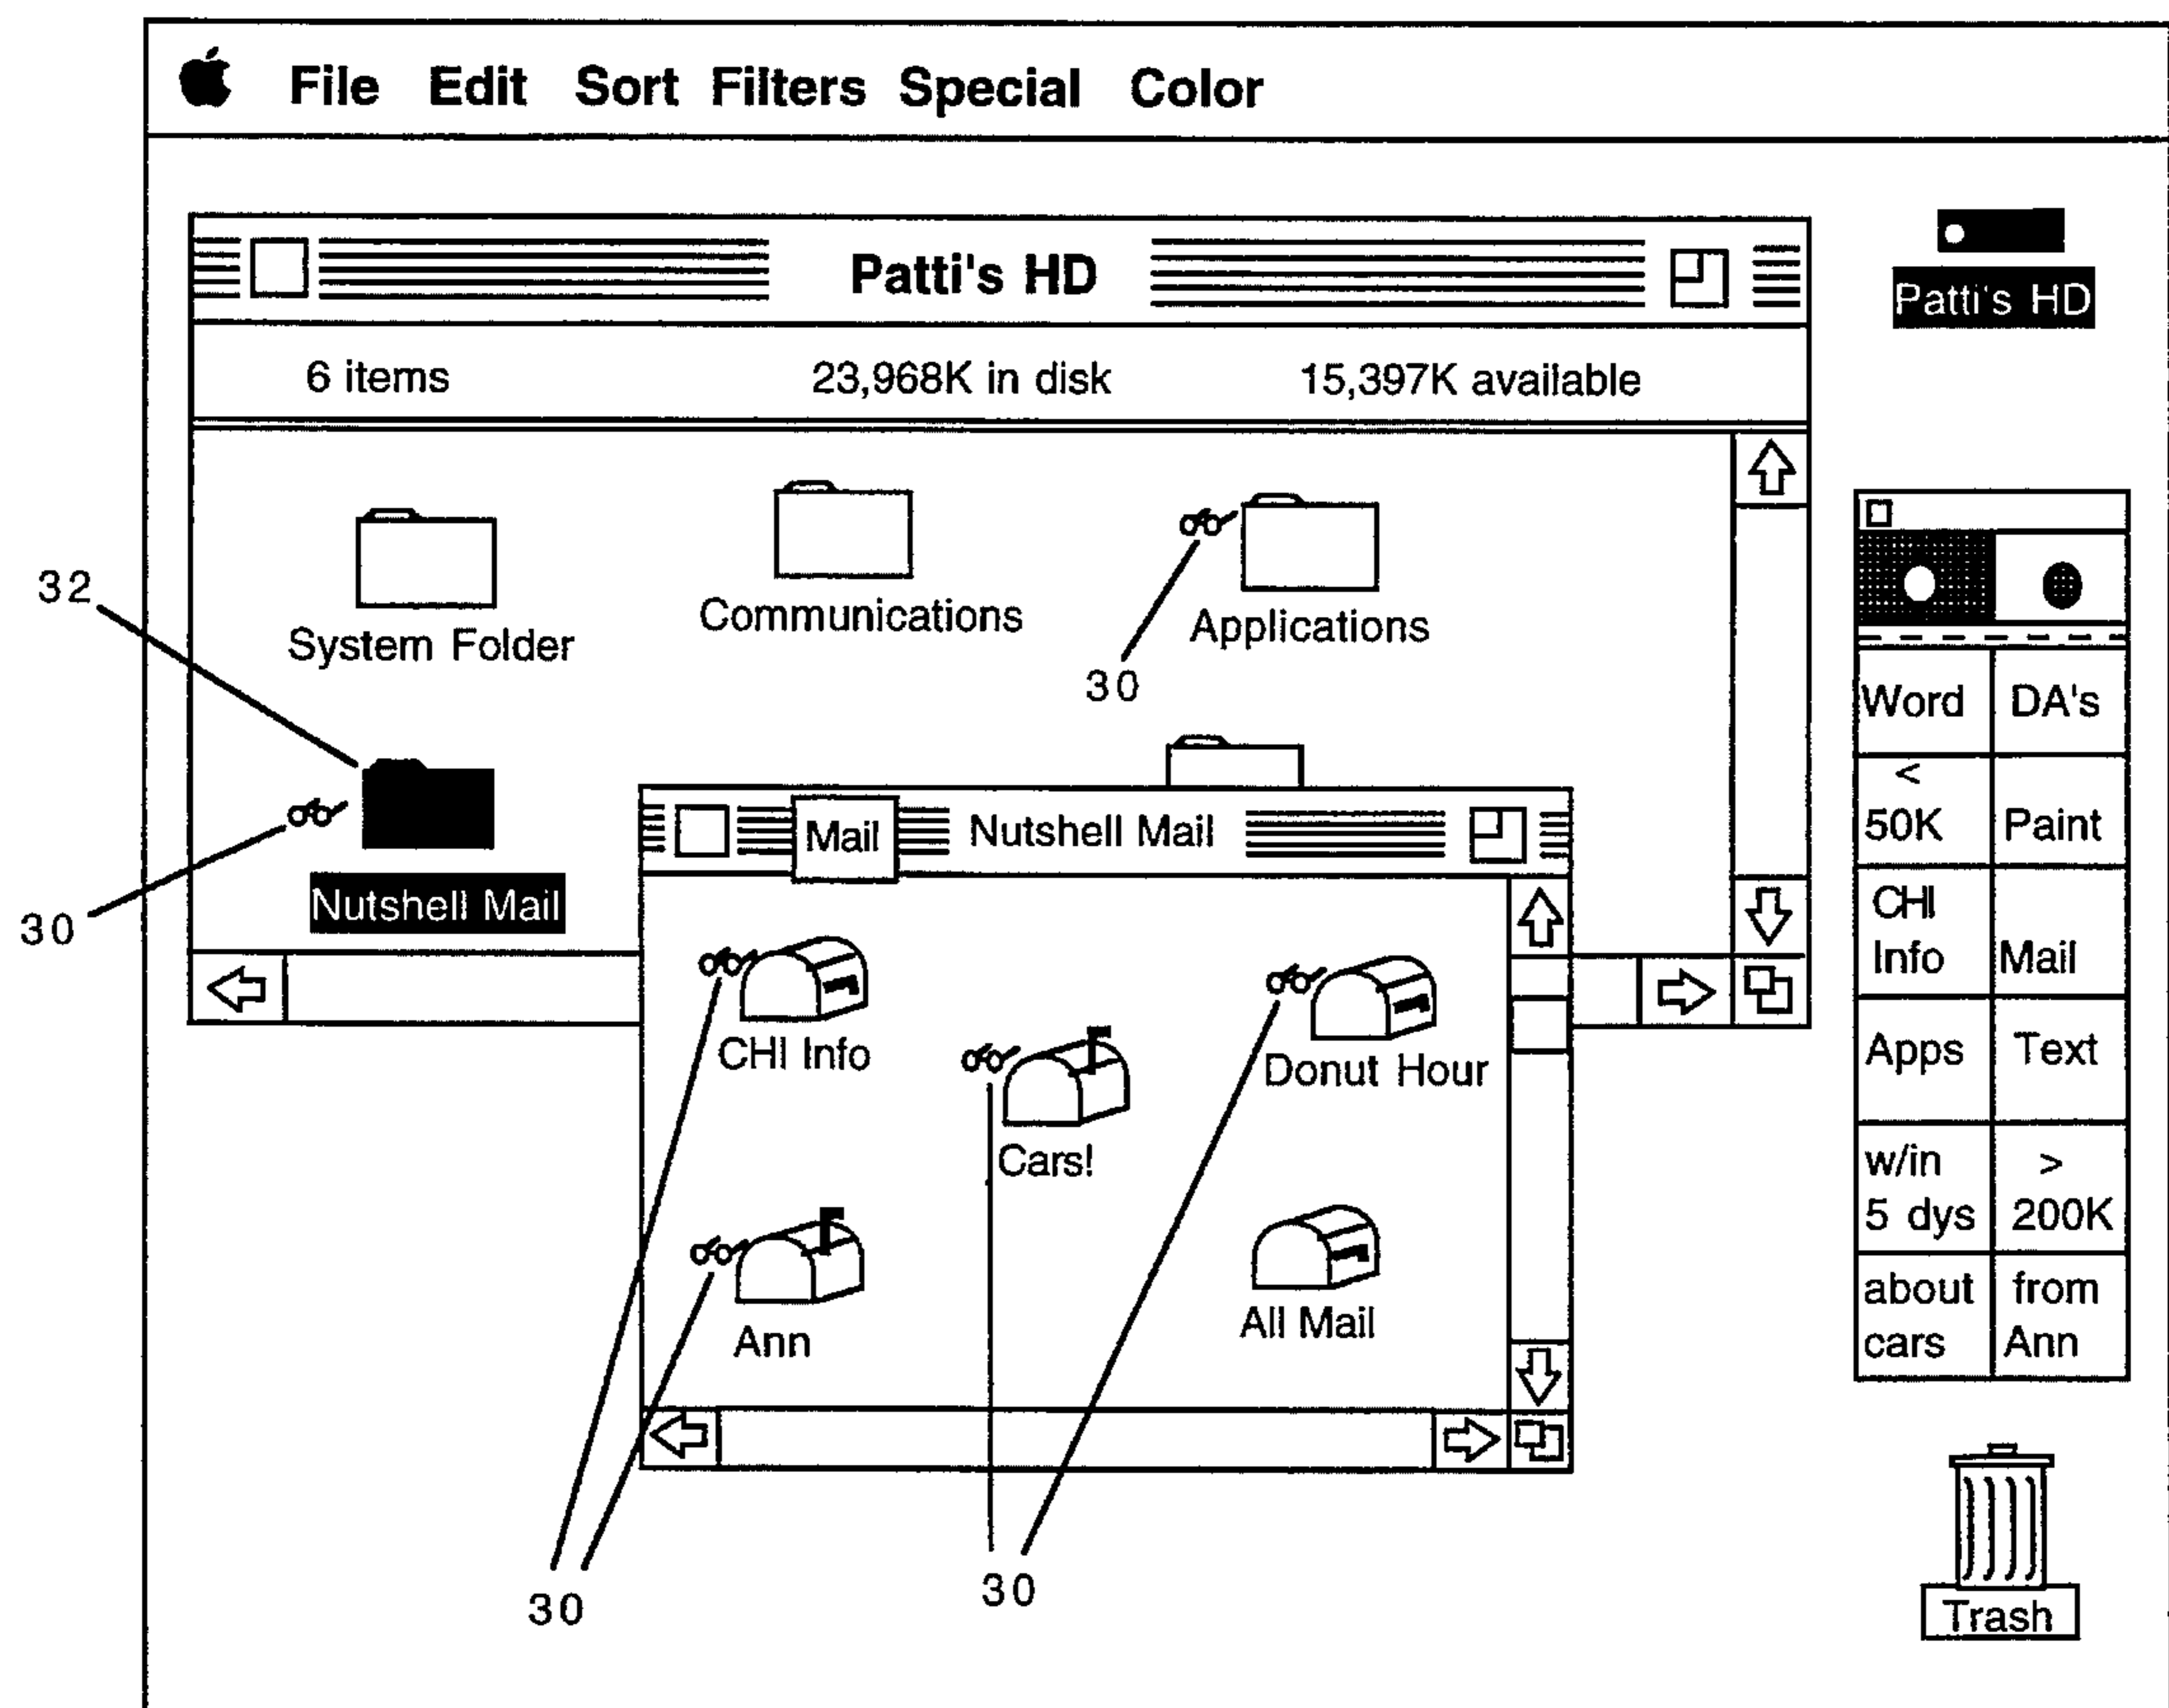 File Edit Sort Filters Special Color
Patti's HD
Patti's HD
6 items 23,968K in disk 15,397K available
System Folder
Communications
Applications
30
32
30
Nutshell Mail
Mail Nutshell Mail
CHI Info
Cars!
Donut Hour
Ann
All Mail
30
30
Word DA's
<
50K Paint
CHI
Info Mail
Apps Text
w/in >
5 dys 200K
about from
cars Ann
Trash